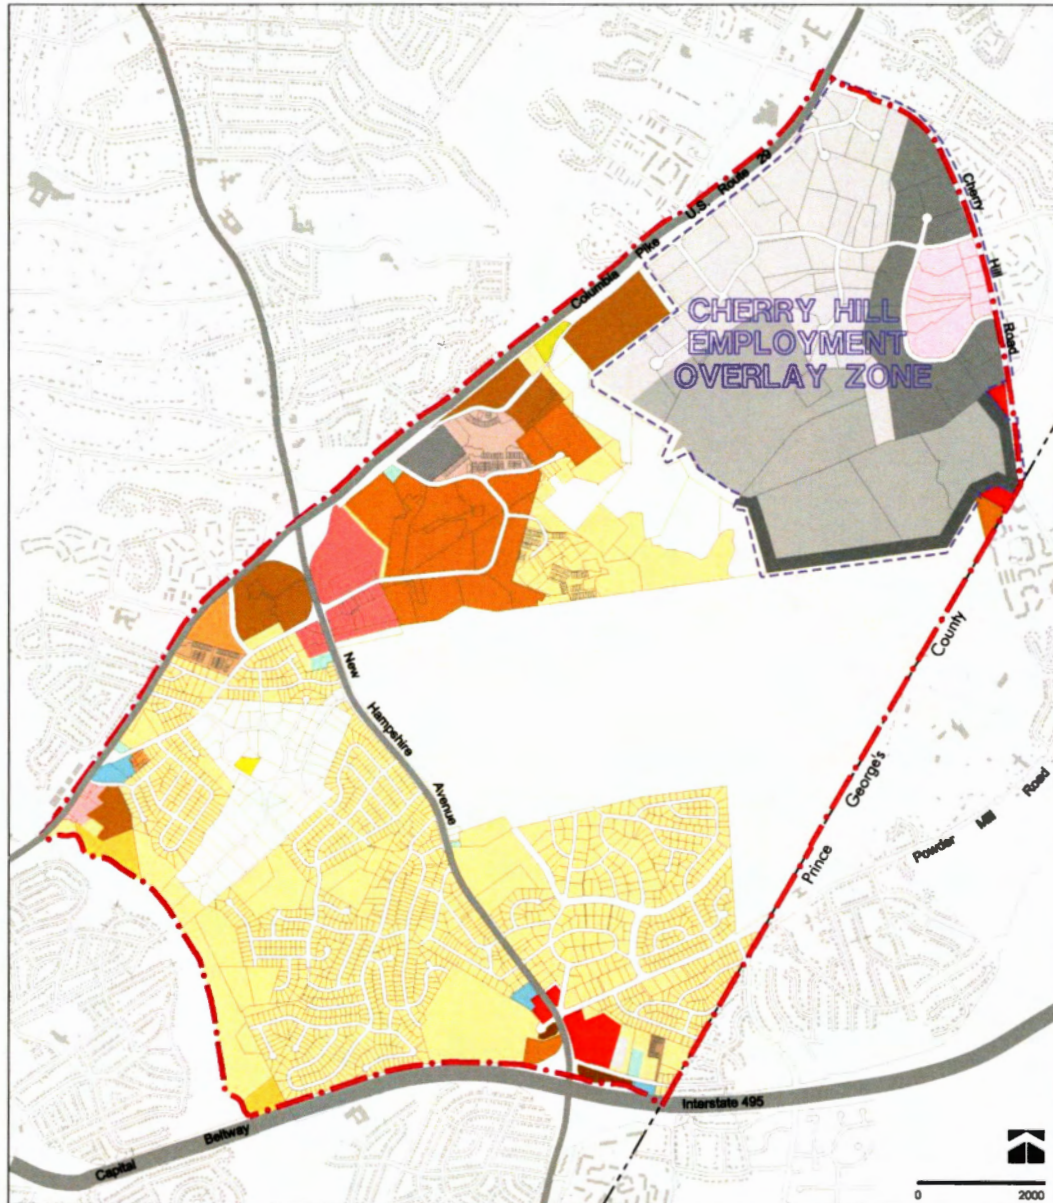 U.S. Route 29
Columbia Pike
Cherry Hill Road
CHERRY HILL
EMPLOYMENT
OVERLAY ZONE
New Hampshire Avenue
Prince George's County
Powder Mill Road
Interstate 495
Capital Beltway
0 2000